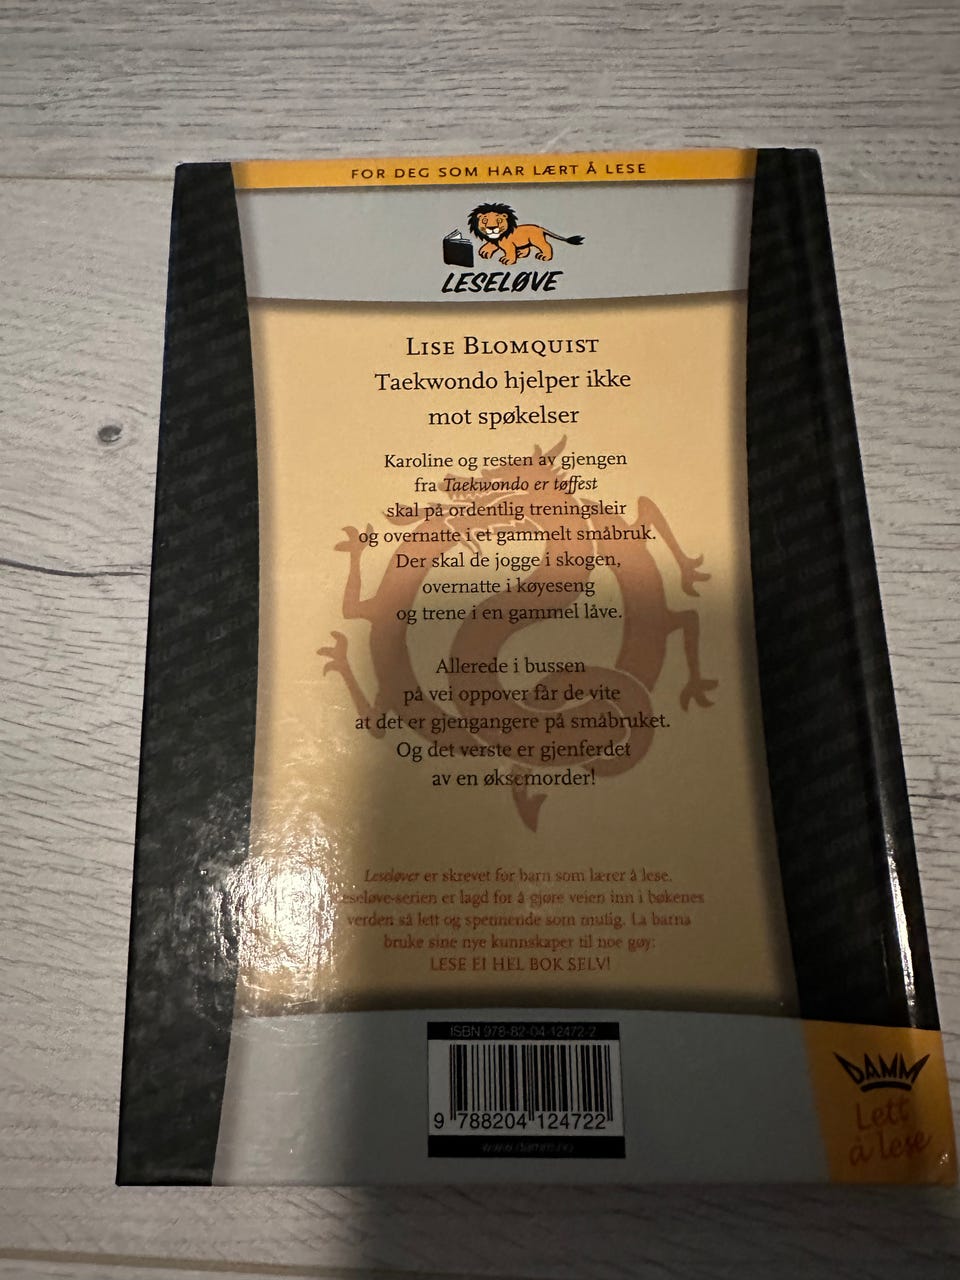 FOR DEG SOM HAR LÆRT Å LESE
LESELØVE
LISE BLOMQUIST
Taekwondo hjelper ikke
mot spøkelser
Karoline og resten av gjengen
fra Taekwondo er tøffest
skal på ordentlig treningsleir
og overnatte i et gammelt småbruk.
Der skal de jogge i skogen,
overnatte i køyeseng
og trene i en gammel låve.
Allerede i bussen
på vei oppover får de vite
at det er gjengangere på småbruket.
Og det verste er gjenferdet
av en øksemorder!
Leseløver er skrevet for barn som lærer å lese.
Leseløve-serien er lagd for å gjøre veien inn i bøkenes
verden så lett og spennende som mulig. La barna
bruke sine nye kunnskaper til noe gøy:
LESE EI HEL BOK SELV!
ISBN 978-82-04-12472-2
9 788204 124722
www.damm.no
DAMM
Lett
å lese